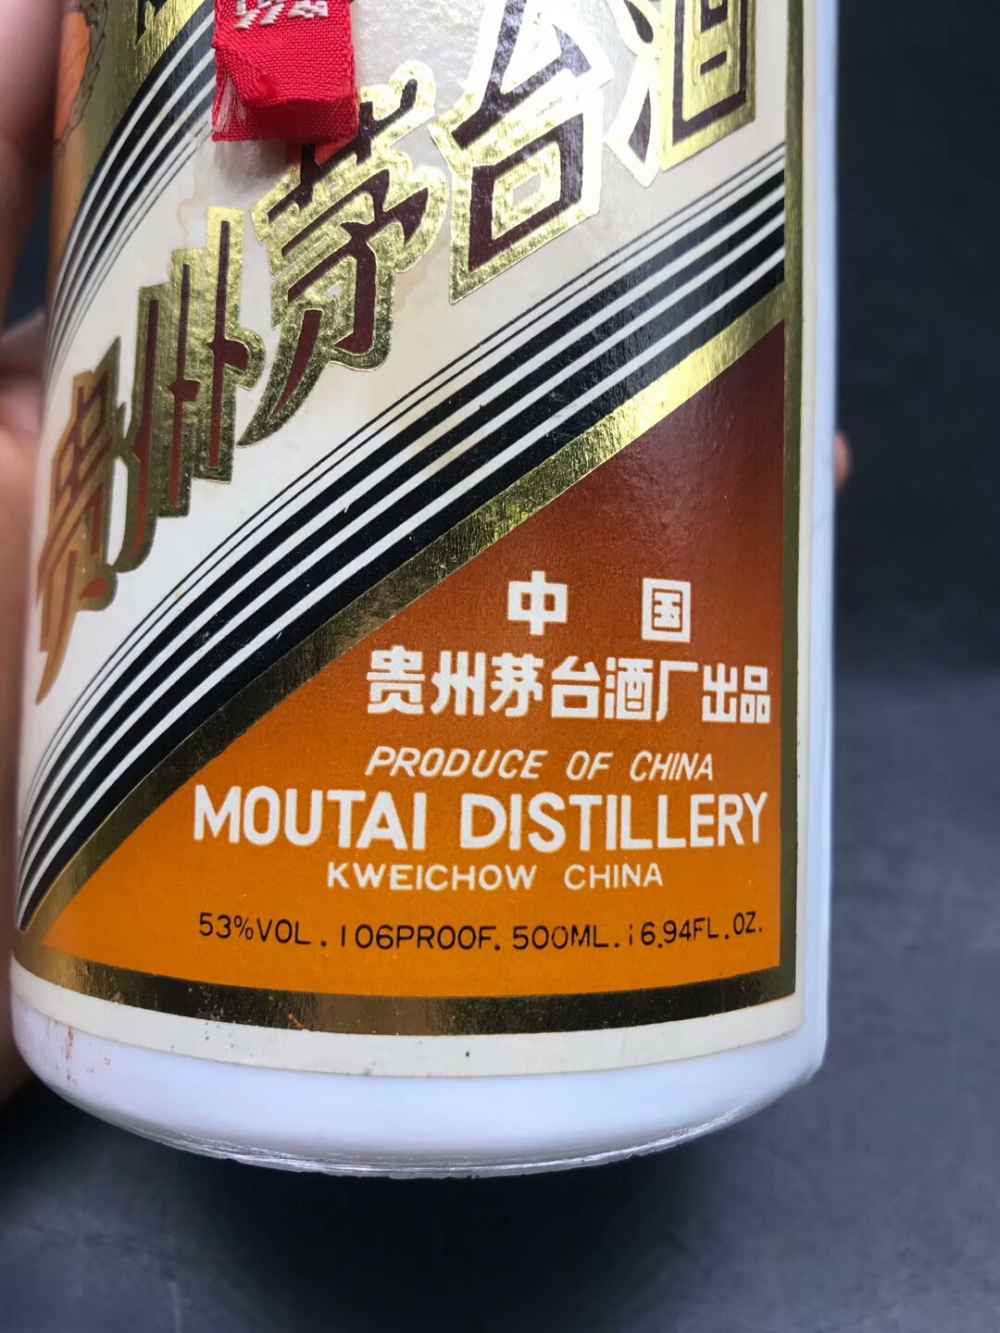 贵州茅台酒
中国
贵州茅台酒厂出品
PRODUCE OF CHINA
MOUTAI DISTILLERY
KWEICHOW CHINA
53%VOL. 106PROOF. 500ML. 16.94FL.OZ.